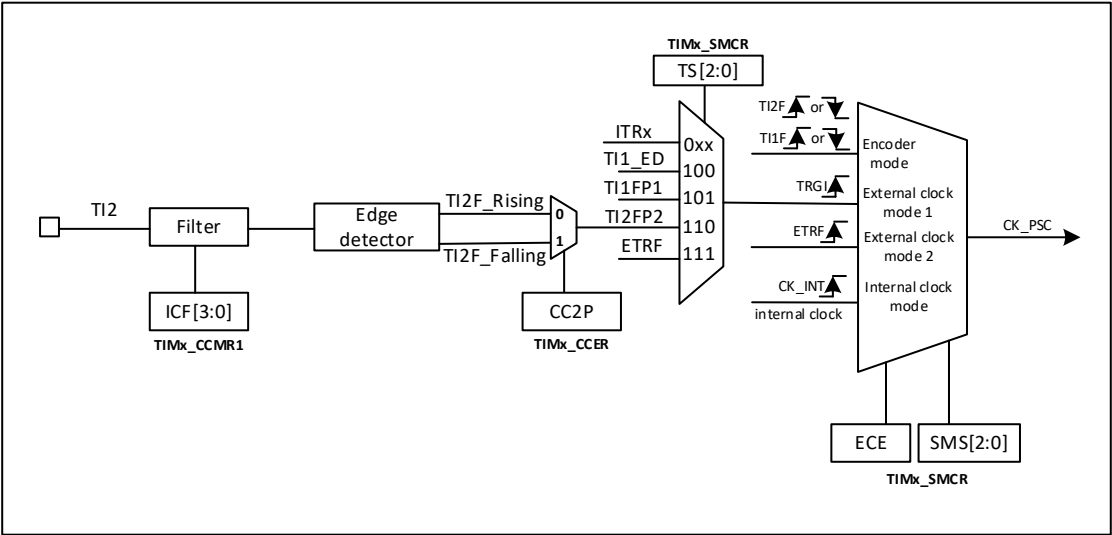 TIMx_SMCR
TS[2:0]
TI2F or
TI1F or
ITRx
0xx
TI1_ED
100
TI1FP1
101
TI2FP2
110
ETRF
111
TI2
Filter
ICF[3:0]
TIMx_CCMR1
Edge
detector
TI2F_Rising
0
TI2F_Falling
1
CC2P
TIMx_CCER
Encoder
mode
TRGI
External clock
mode 1
ETRF
External clock
mode 2
CK_INT
internal clock
Internal clock
mode
CK_PSC
ECE
SMS[2:0]
TIMx_SMCR